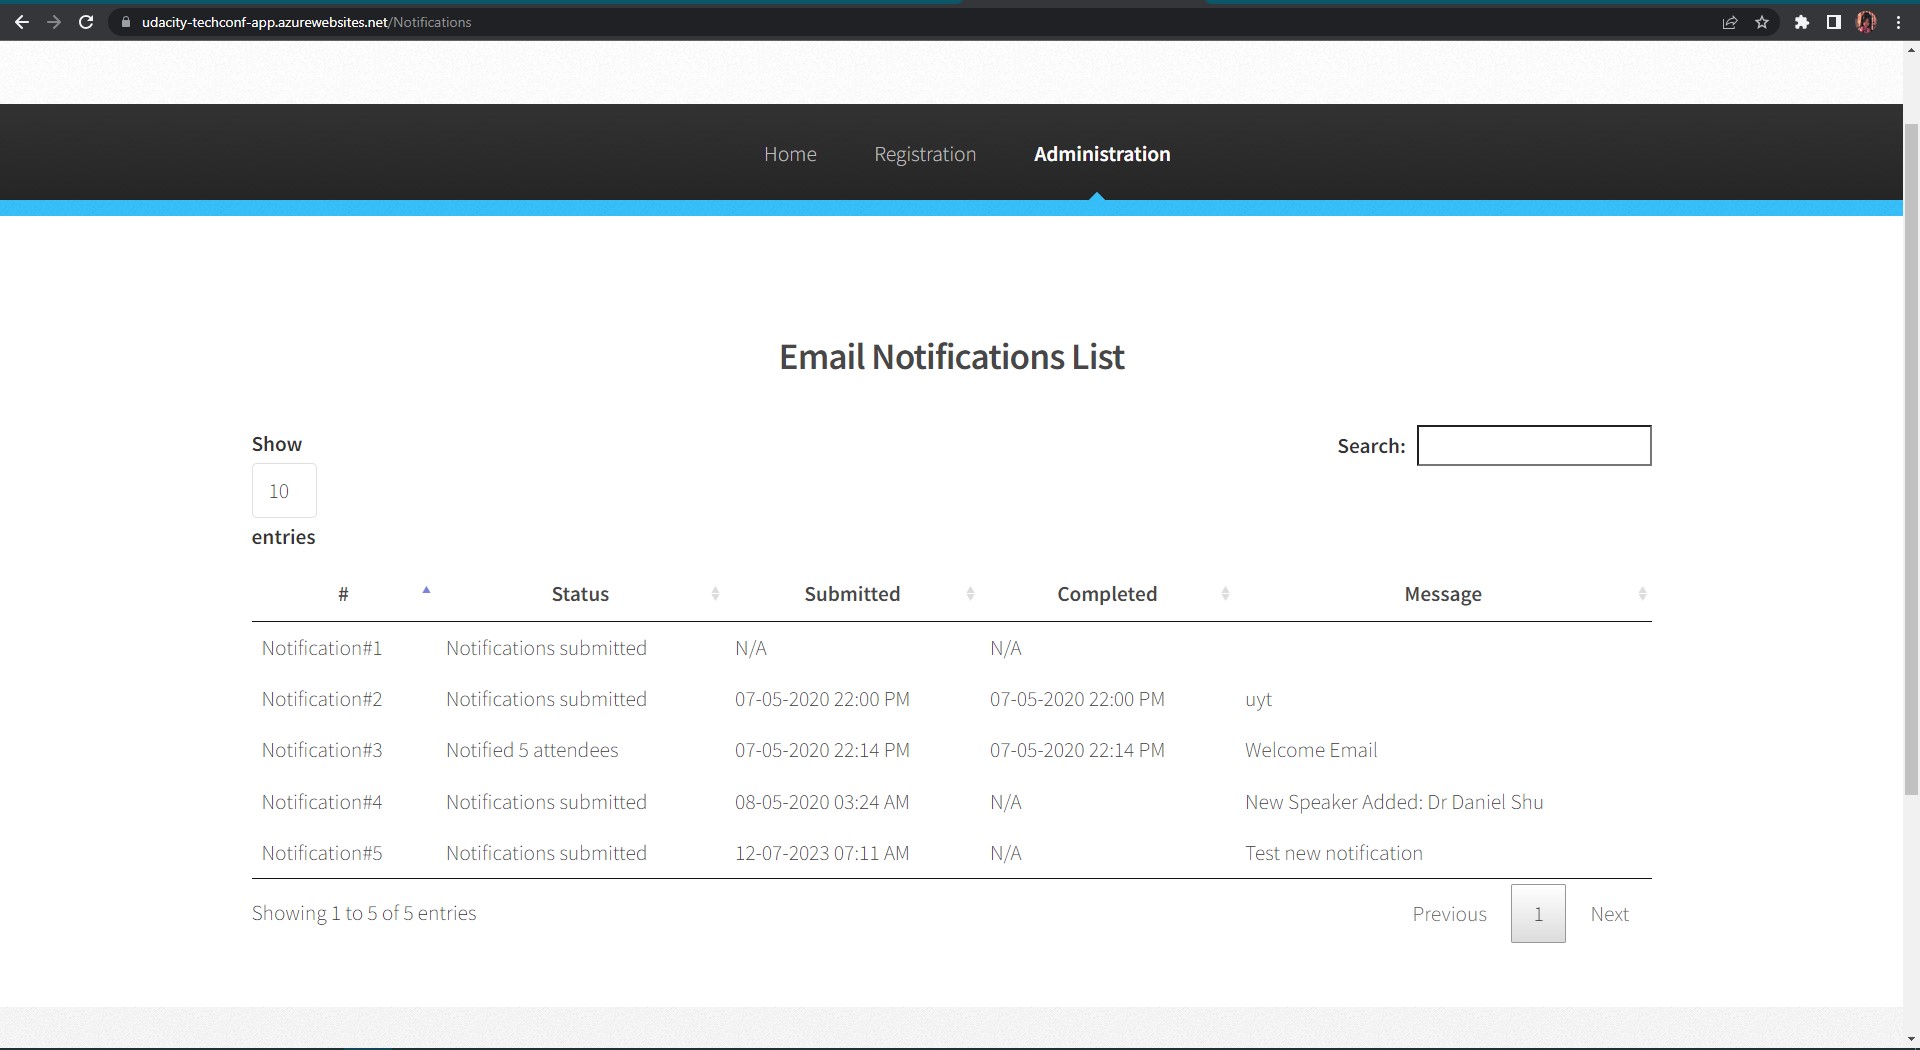 udacity-techconf-app.azurewebsites.net/Notifications
Home Registration Administration
Email Notifications List
Show
10
entries
Search:
# Status Submitted Completed Message
Notification#1 Notifications submitted N/A N/A
Notification#2 Notifications submitted 07-05-2020 22:00 PM 07-05-2020 22:00 PM uyt
Notification#3 Notified 5 attendees 07-05-2020 22:14 PM 07-05-2020 22:14 PM Welcome Email
Notification#4 Notifications submitted 08-05-2020 03:24 AM N/A New Speaker Added: Dr Daniel Shu
Notification#5 Notifications submitted 12-07-2023 07:11 AM N/A Test new notification
Showing 1 to 5 of 5 entries
Previous 1 Next